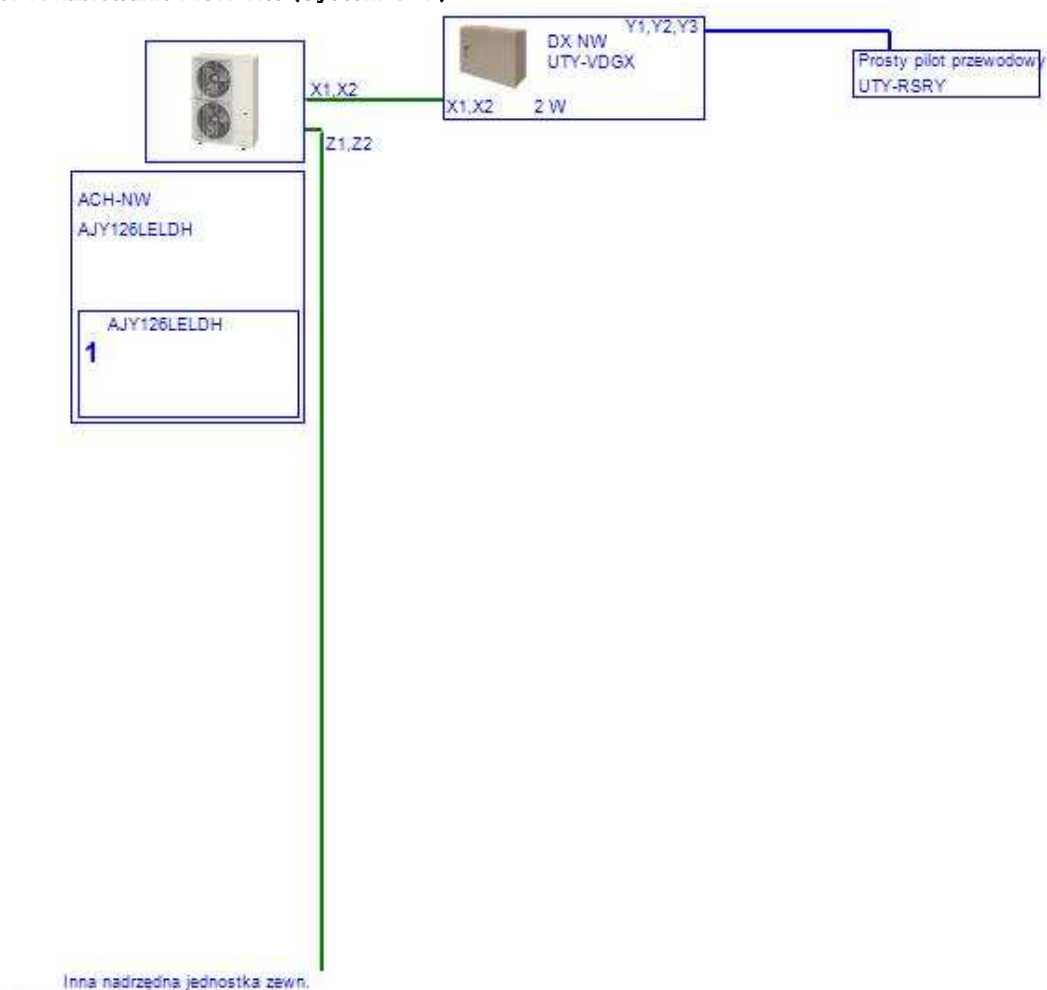 Y1,Y2,Y3
DX NW
UTY-VDGX
X1,X2
X1,X2 2 W
Prosty pilot przewodowy
UTY-RSRY
Z1,Z2
ACH-NW
AJY126LELDH
AJY126LELDH
1
Inna nadrzędna jednostka zewn.